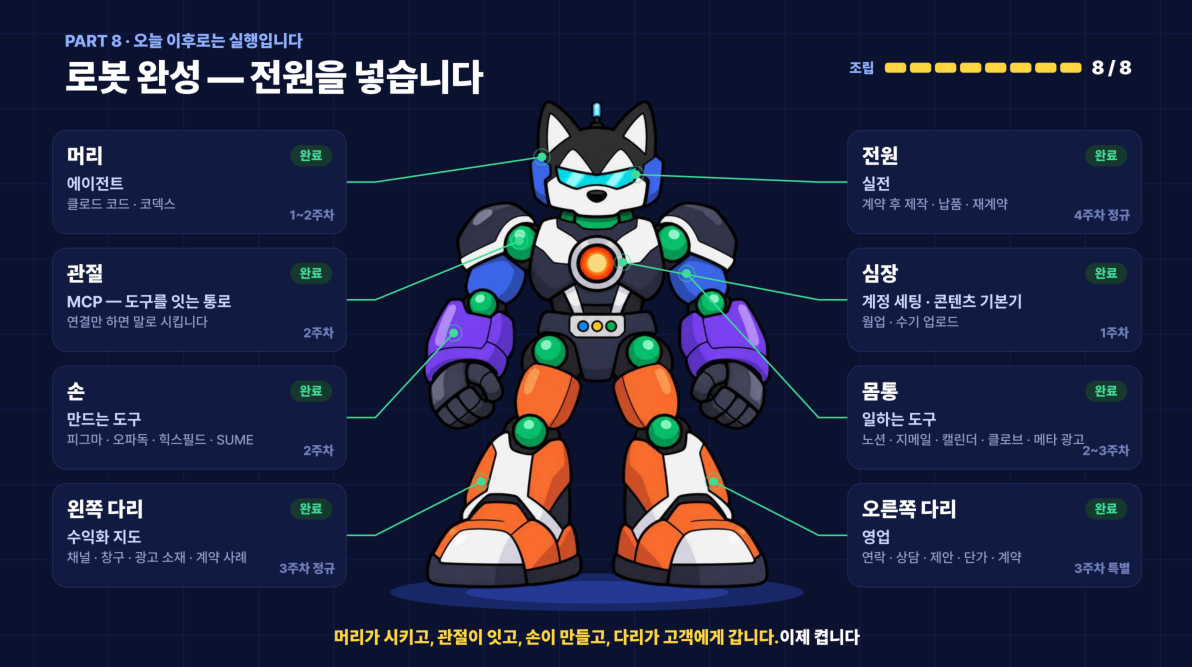 PART 8 · 오늘 이후로는 실행입니다
로봇 완성 — 전원을 넣습니다
조립 8 / 8
머리 완료
에이전트
클로드 코드 · 코덱스
1~2주차
관절 완료
MCP — 도구를 잇는 통로
연결만 하면 말로 시킵니다
2주차
손 완료
만드는 도구
피그마 · 오파독 · 힉스필드 · SUME
2주차
왼쪽 다리 완료
수익화 지도
채널 · 창구 · 광고 소재 · 계약 사례
3주차 정규
전원 완료
실전
계약 후 제작 · 납품 · 재계약
4주차 정규
심장 완료
계정 세팅 · 콘텐츠 기본기
웜업 · 수기 업로드
1주차
몸통 완료
일하는 도구
노션 · 지메일 · 캘린더 · 클로브 · 메타 광고
2~3주차
오른쪽 다리 완료
영업
연락 · 상담 · 제안 · 단가 · 계약
3주차 특별
머리가 시키고, 관절이 잇고, 손이 만들고, 다리가 고객에게 갑니다.이제 켭니다